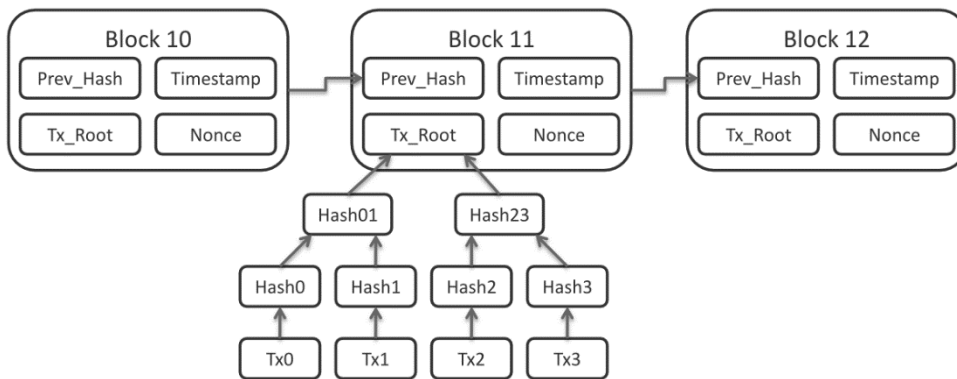 Block 10
Prev_Hash Timestamp
Tx_Root Nonce
Block 11
Prev_Hash Timestamp
Tx_Root Nonce
Block 12
Prev_Hash Timestamp
Tx_Root Nonce
Hash01 Hash23
Hash0 Hash1 Hash2 Hash3
Tx0 Tx1 Tx2 Tx3